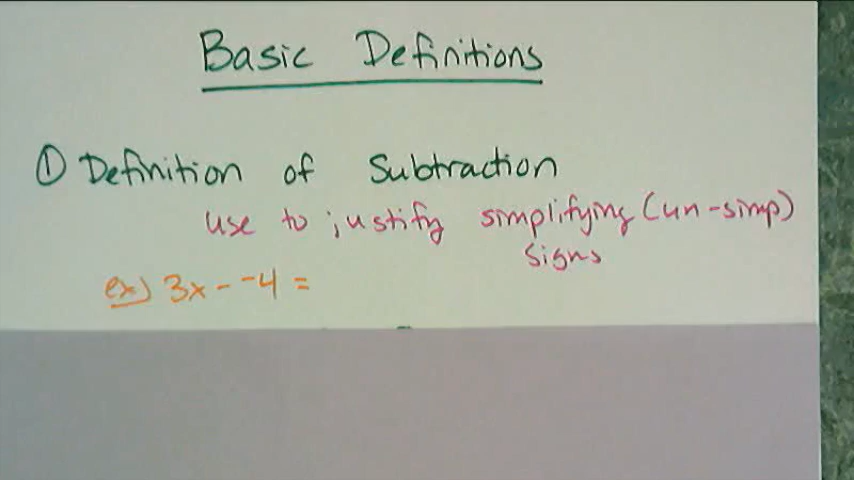 Basic Definitions
① Definition of Subtraction
use to justify simplifying (un-simp)
signs
ex) 3x - -4 =